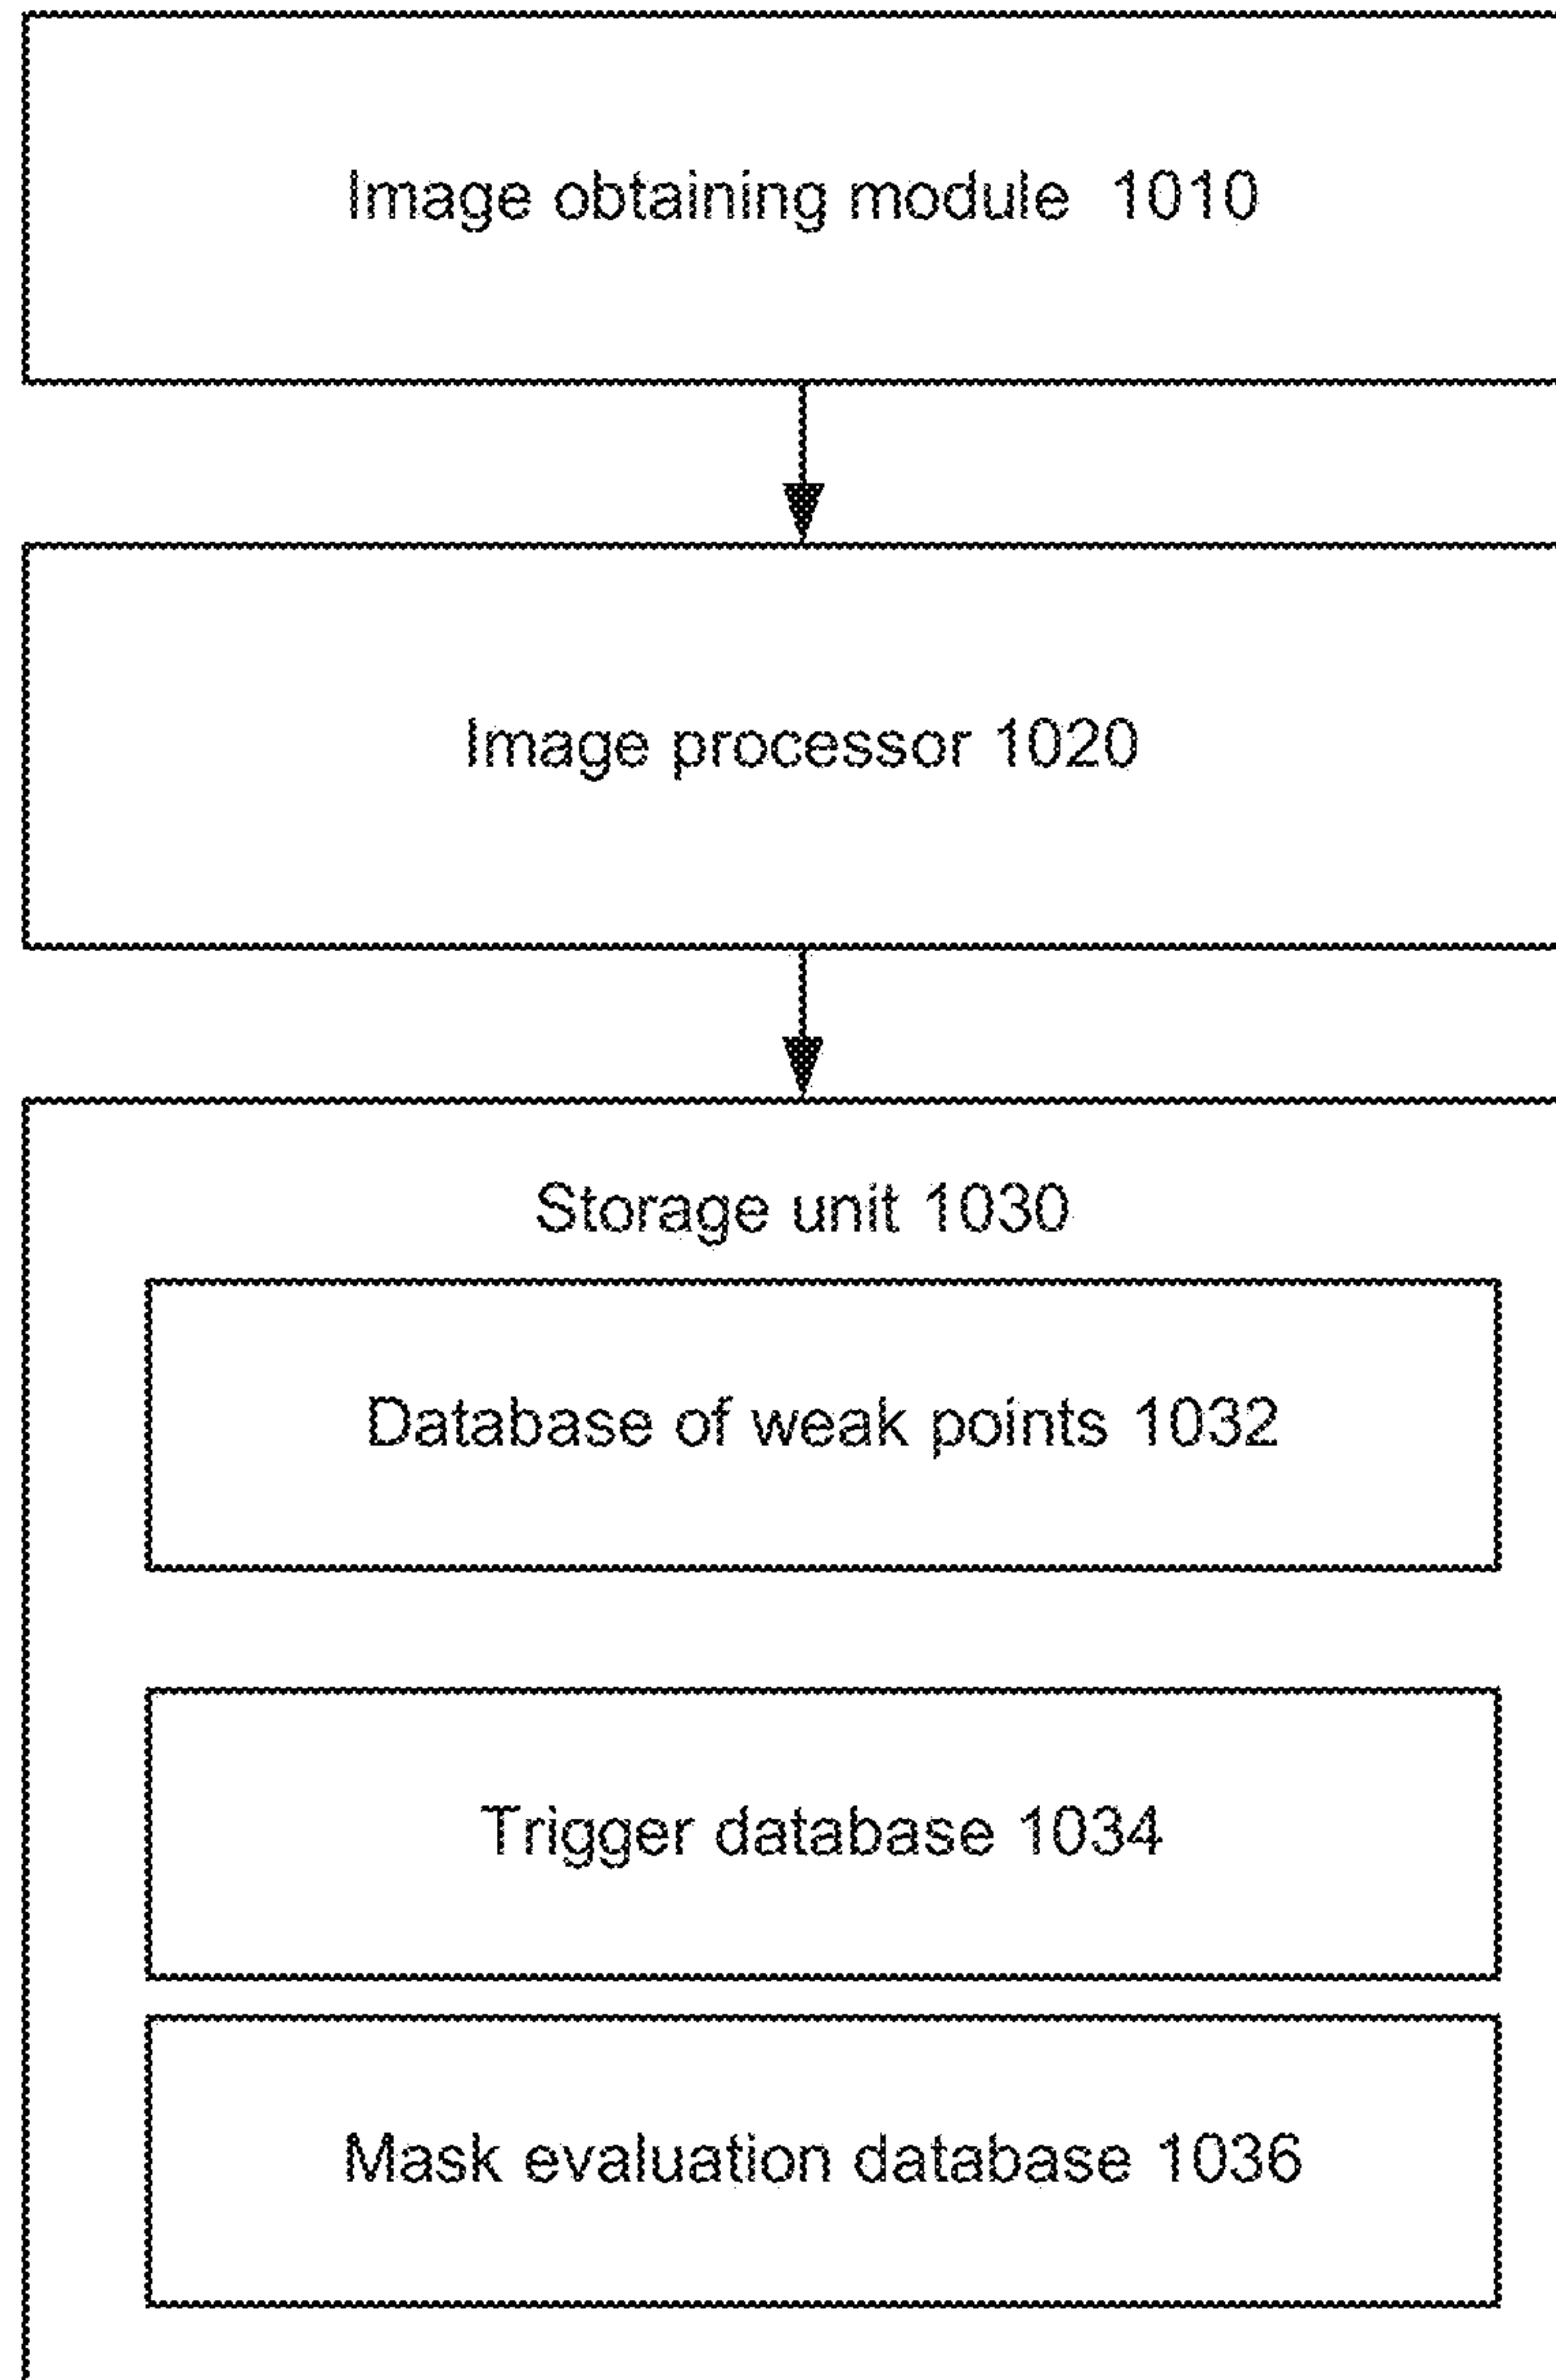 Image obtaining module 1010
Image processor 1020
Storage unit 1030
Database of weak points 1032
Trigger database 1034
Mask evaluation database 1036